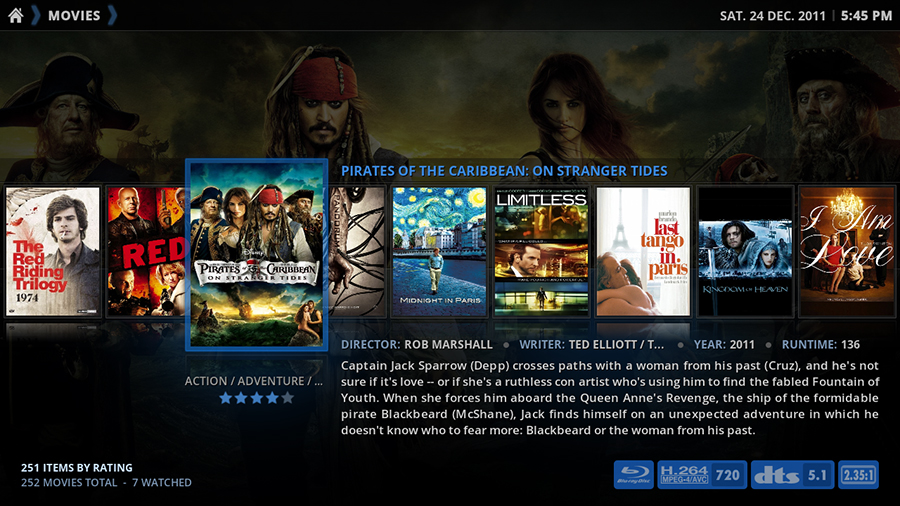 MOVIES
SAT. 24 DEC. 2011 | 5:45 PM
PIRATES OF THE CARIBBEAN: ON STRANGER TIDES
The
Red
Riding
Trilogy
1974
RED
Disney
PIRATES of the CARIBBEAN
ON STRANGER TIDES
MIDNIGHT IN PARIS
LIMITLESS
marlon
brando
last
tango
in
paris
KINGDOM OF HEAVEN
I Am
Love
DIRECTOR: ROB MARSHALL ● WRITER: TED ELLIOTT / T... ● YEAR: 2011 ● RUNTIME: 136
Captain Jack Sparrow (Depp) crosses paths with a woman from his past (Cruz), and he's not
sure if it's love -- or if she's a ruthless con artist who's using him to find the fabled Fountain of
Youth. When she forces him aboard the Queen Anne's Revenge, the ship of the formidable
pirate Blackbeard (McShane), Jack finds himself on an unexpected adventure in which he
doesn't know who to fear more: Blackbeard or the woman from his past.
ACTION / ADVENTURE / ...
251 ITEMS BY RATING
252 MOVIES TOTAL - 7 WATCHED
Blu-ray Disc
H.264
MPEG-4/AVC
720
dts 5.1
2.35:1